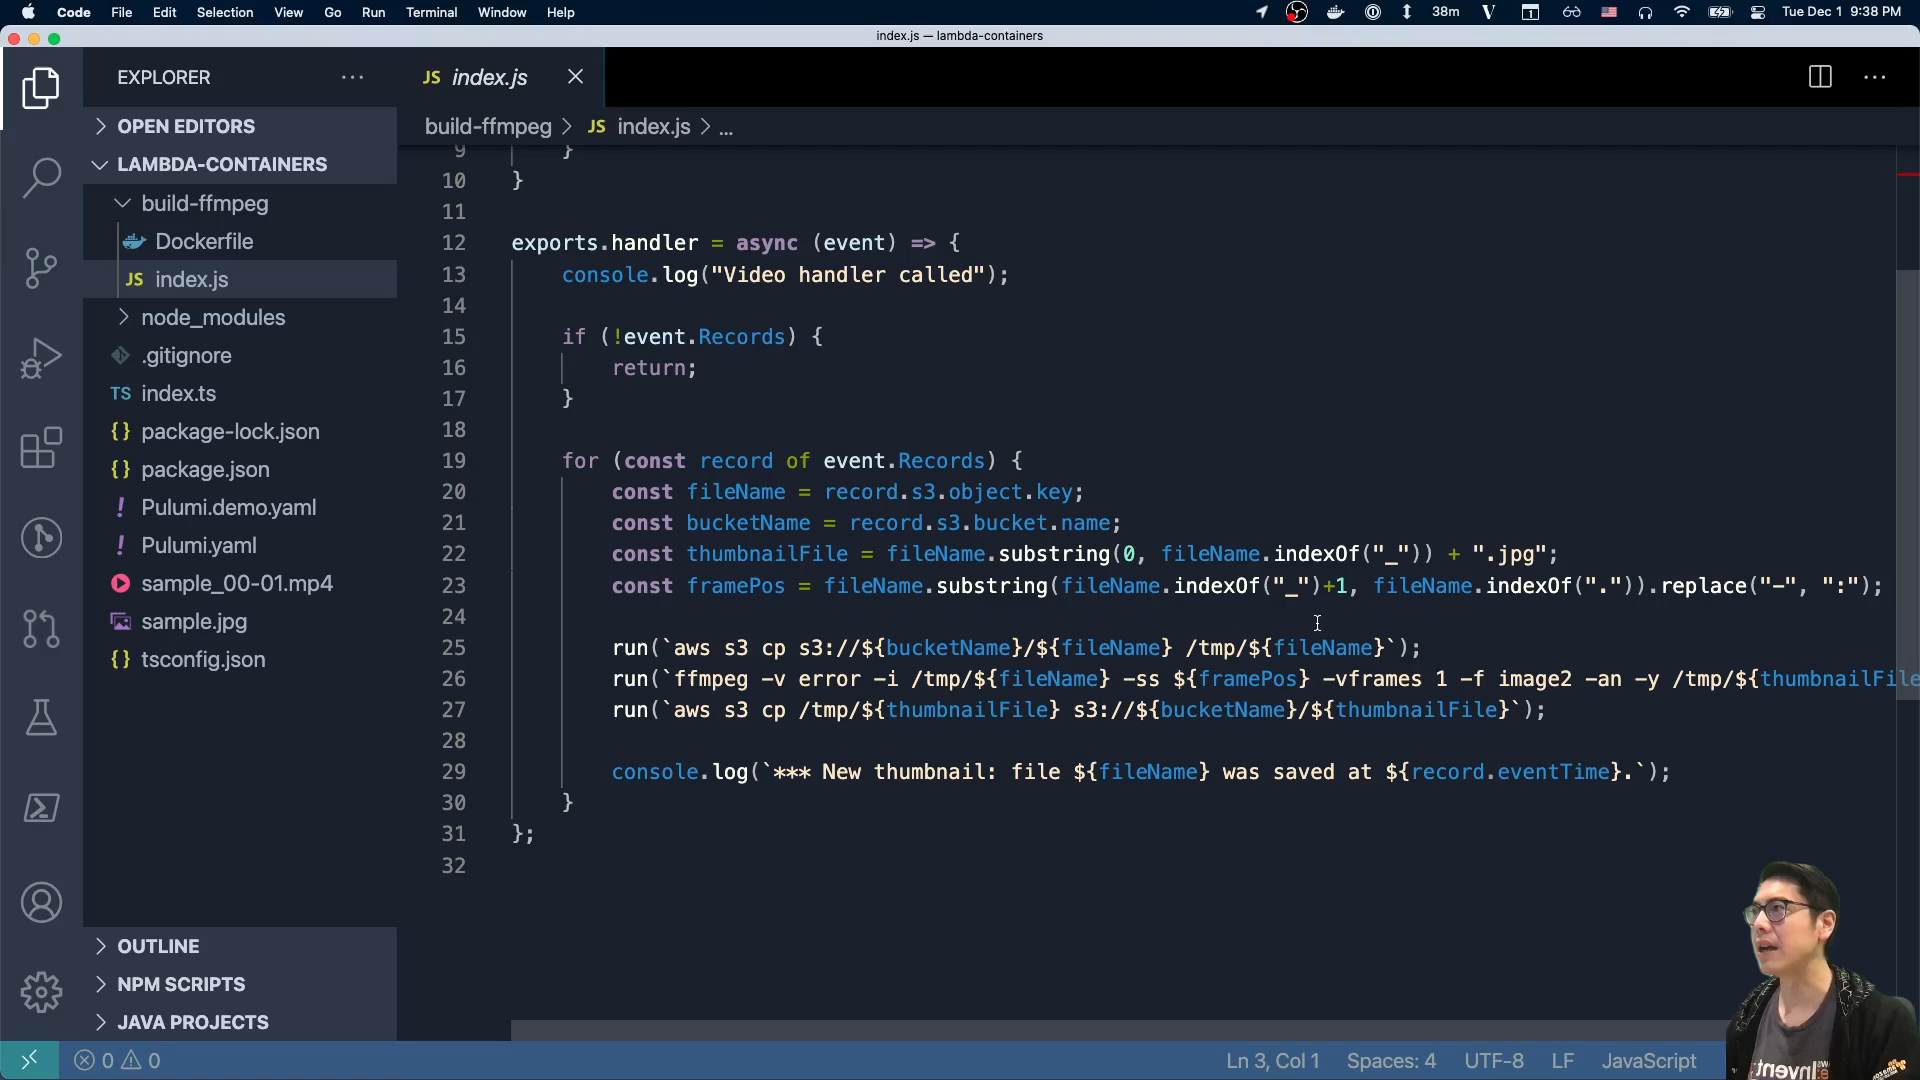 Code File Edit Selection View Go Run Terminal Window Help 38m Tue Dec 1 9:38 PM
index.js — lambda-containers
EXPLORER ···
JS index.js
OPEN EDITORS
build-ffmpeg > JS index.js > ...
LAMBDA-CONTAINERS
build-ffmpeg
Dockerfile
JS index.js
node_modules
.gitignore
TS index.ts
{} package-lock.json
{} package.json
! Pulumi.demo.yaml
! Pulumi.yaml
sample_00-01.mp4
sample.jpg
{} tsconfig.json
OUTLINE
NPM SCRIPTS
JAVA PROJECTS
9 }
10 }
11
12 exports.handler = async (event) => {
13 console.log("Video handler called");
14
15 if (!event.Records) {
16 return;
17 }
18
19 for (const record of event.Records) {
20 const fileName = record.s3.object.key;
21 const bucketName = record.s3.bucket.name;
22 const thumbnailFile = fileName.substring(0, fileName.indexOf("_")) + ".jpg";
23 const framePos = fileName.substring(fileName.indexOf("_")+1, fileName.indexOf(".")).replace("-", ":");
24
25 run(`aws s3 cp s3://${bucketName}/${fileName} /tmp/${fileName}`);
26 run(`ffmpeg -v error -i /tmp/${fileName} -ss ${framePos} -vframes 1 -f image2 -an -y /tmp/${thumbnailFile
27 run(`aws s3 cp /tmp/${thumbnailFile} s3://${bucketName}/${thumbnailFile}`);
28
29 console.log(`*** New thumbnail: file ${fileName} was saved at ${record.eventTime}.`);
30 }
31 };
32
0 0
Ln 3, Col 1 Spaces: 4 UTF-8 LF JavaScript